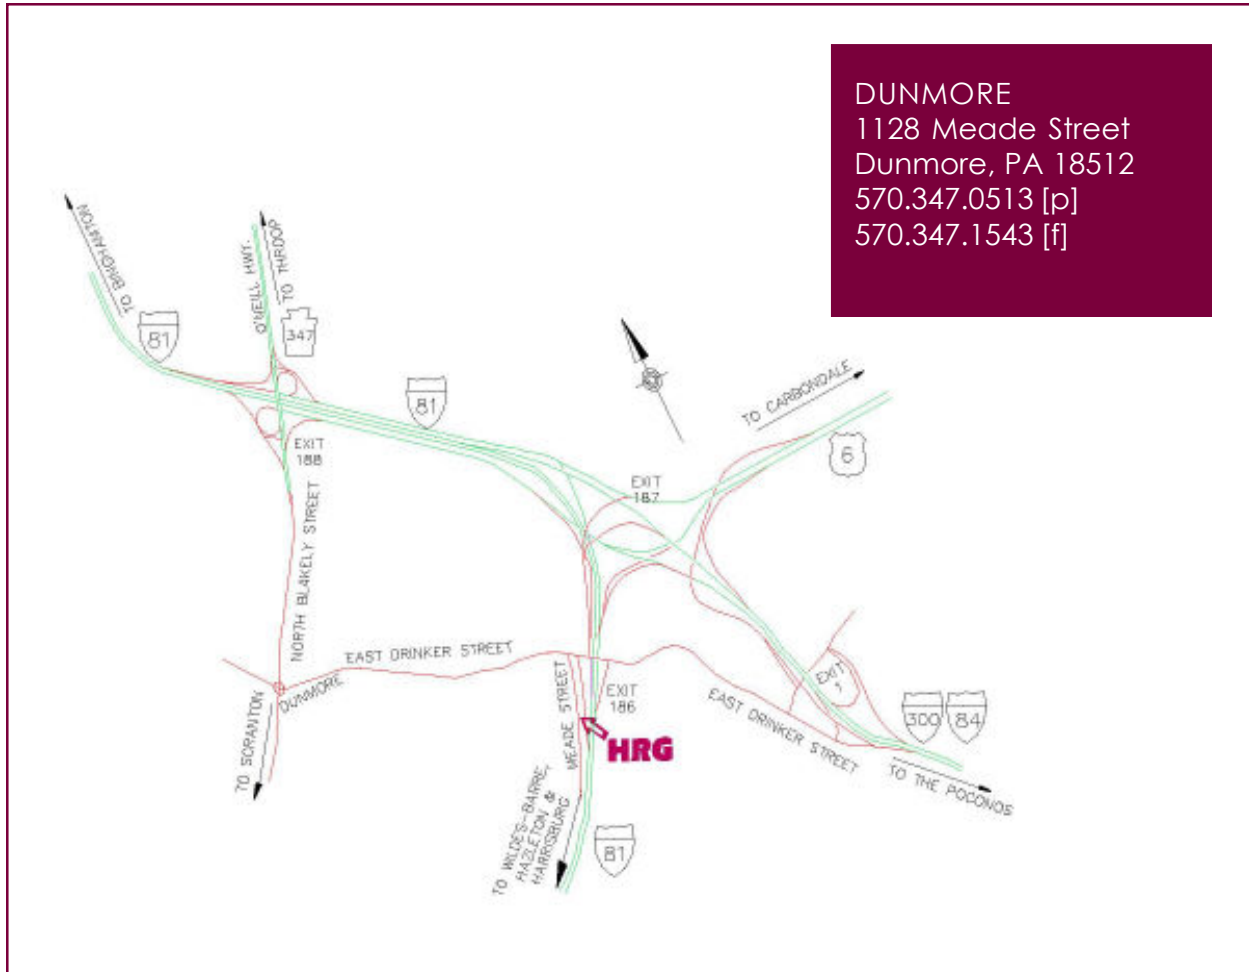 DUNMORE
1128 Meade Street
Dunmore, PA 18512
570.347.0513 [p]
570.347.1543 [f]
TO BINGHAMTON
O'NEILL HWY.
TO THROOP
81
347
81
TO CARBONDALE
6
EXIT
188
EXIT
187
NORTH BLAKELY STREET
EAST DRINKER STREET
DUNMORE
TO SCRANTON
MEADE STREET
EXIT
186
HRG
EAST DRINKER STREET
EXIT
1
300
84
TO THE POCONOS
TO WILDES-BARRE,
HAZLETON &
HARRISBURG
81